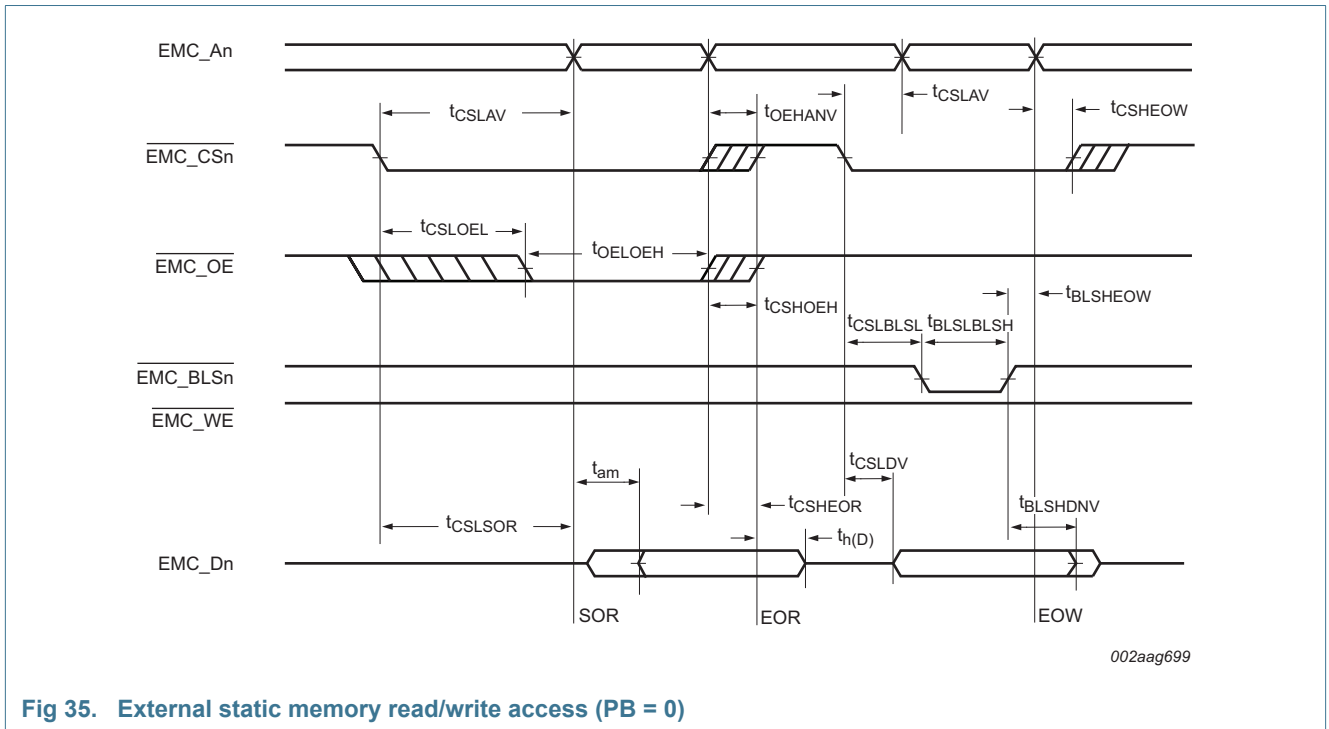 EMC_An
tCSLAV
tOEHANV
tCSLAV
tCSHEOW
EMC_CSn
tCSLOEL
tOELOEH
EMC_OE
tCSHOEH
tBLSHEOW
tCSLBLSL
tBLSLBLSH
EMC_BLSn
EMC_WE
tam
tCSLDV
tCSLSOR
tCSHEOR
tBLSHDNV
th(D)
EMC_Dn
SOR
EOR
EOW
002aag699
Fig 35. External static memory read/write access (PB = 0)